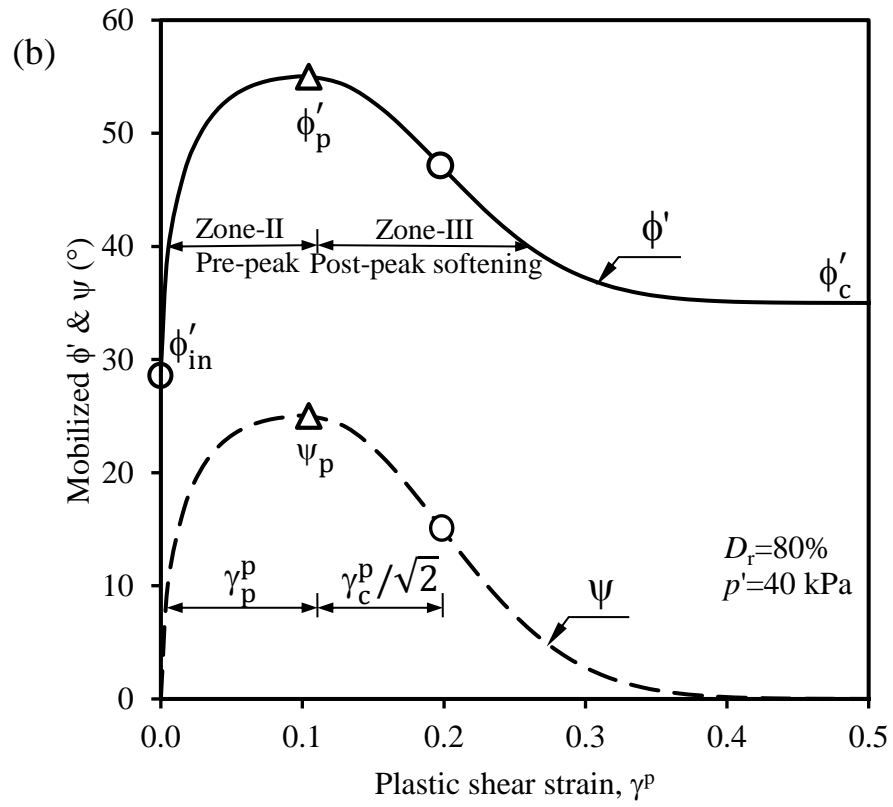 (b)
Mobilized ϕ' & ψ (°)
60
50
40
30
20
10
0
ϕ′p
Zone-II
Zone-III
Pre-peak
Post-peak softening
ϕ'
ϕ′c
ϕ′in
ψp
Dr=80%
p'=40 kPa
γpp
γcp/√2
ψ
0.0
0.1
0.2
0.3
0.4
0.5
Plastic shear strain, γp